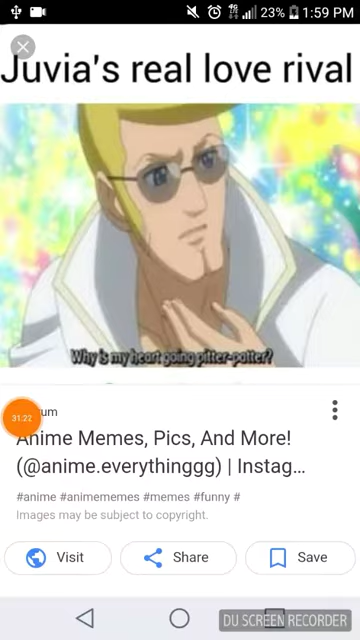 23% 1:59 PM
Juvia's real love rival
Why is my heart going pitter-patter?
31:22
um
Anime Memes, Pics, And More!
(@anime.everythinggg) | Instag...
#anime #animememes #memes #funny #
Images may be subject to copyright.
Visit Share Save
DU SCREEN RECORDER